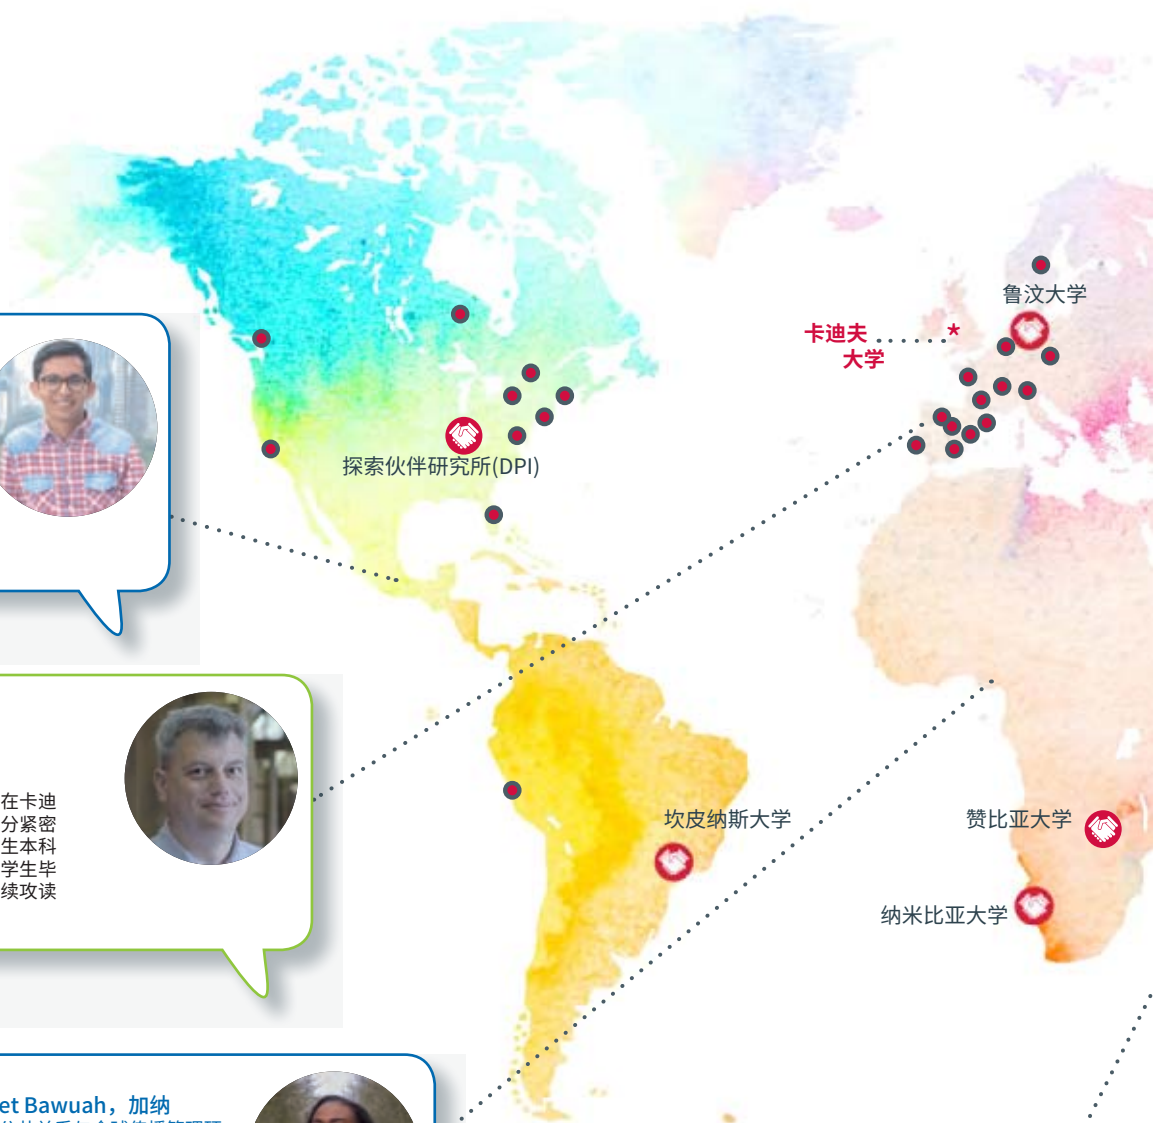 鲁汶大学
卡迪夫
大学
*
探索伙伴研究所(DPI)
在卡迪
分紧密
生本科
学生毕
续攻读
坎皮纳斯大学
赞比亚大学
纳米比亚大学
et Bawuah，加纳